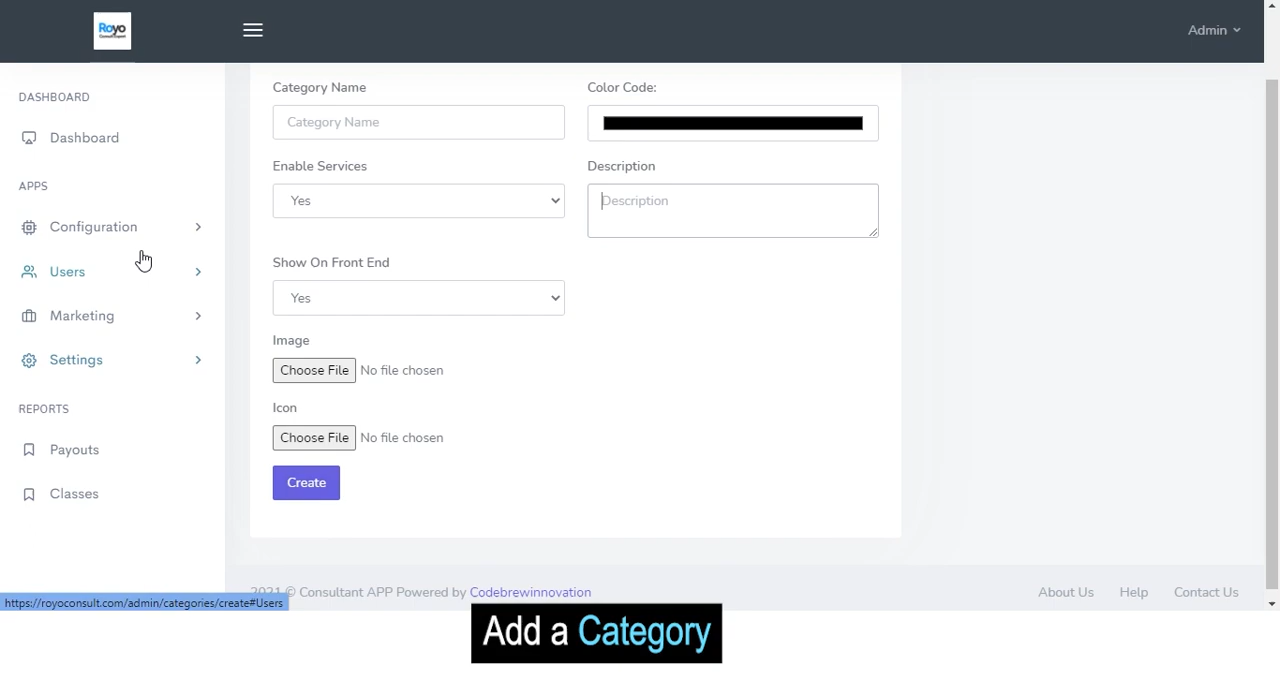 Royo
Consult Expert
Admin
DASHBOARD
Dashboard
APPS
Configuration
Users
Marketing
Settings
REPORTS
Payouts
Classes
Category Name
Category Name
Color Code:
Enable Services
Yes
Description
Description
Show On Front End
Yes
Image
Choose File No file chosen
Icon
Choose File No file chosen
Create
2021 © Consultant APP Powered by Codebrewinnovation
About Us Help Contact Us
https://royoconsult.com/admin/categories/create#Users
Add a Category